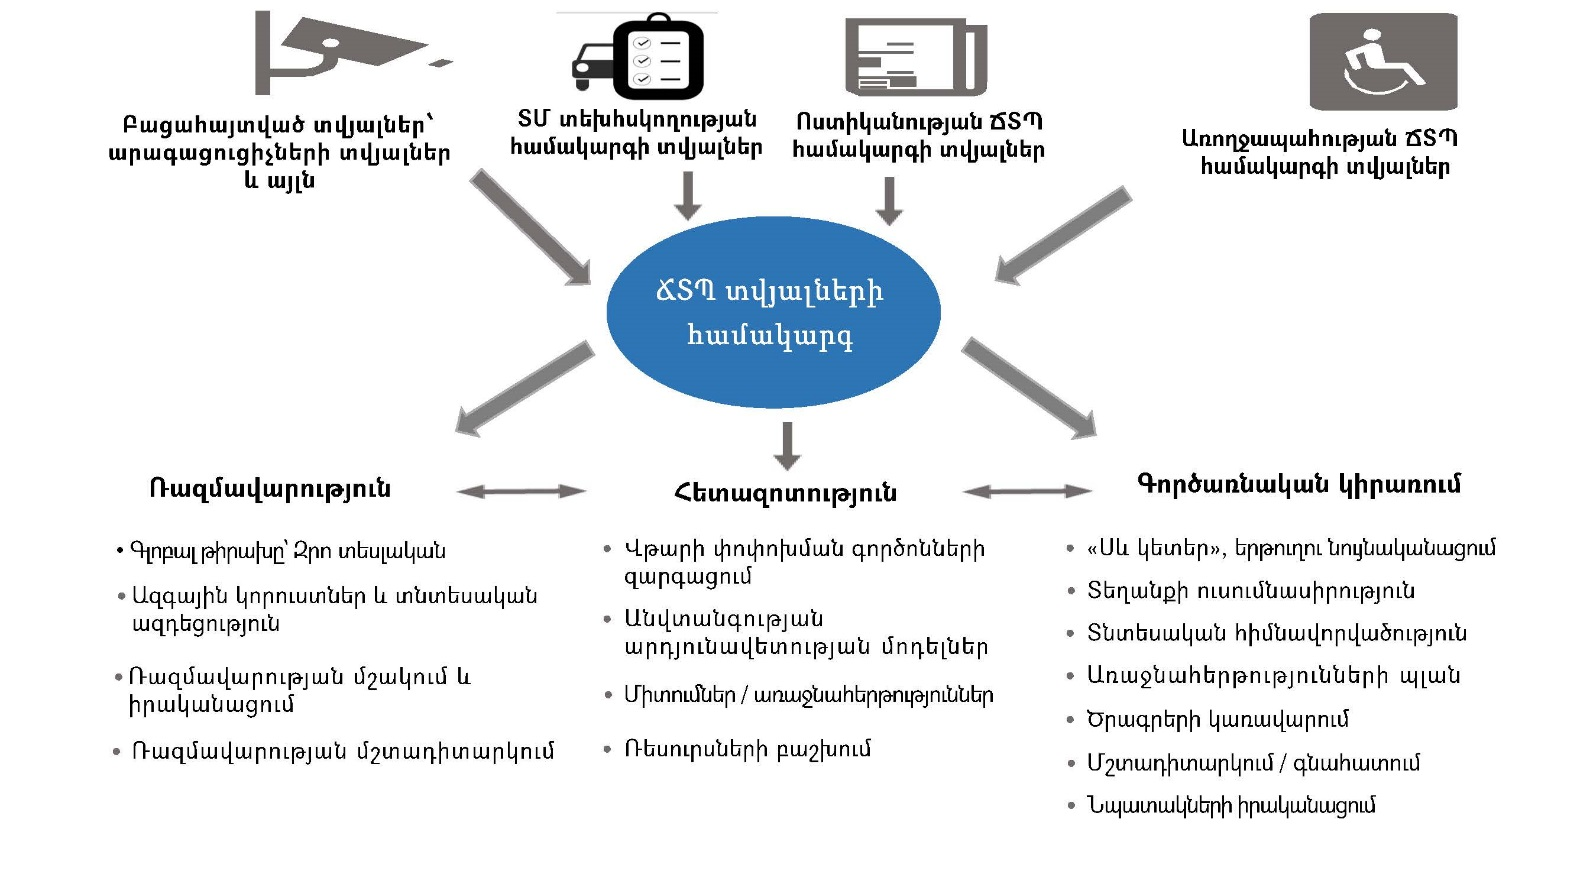 Բացահայտված տվյալներ՝
արագացուցիչների տվյալներ
և այլն
ՏՄ տեխհսկողության
համակարգի տվյալներ
Ոստիկանության ՃՏՊ
համակարգի տվյալներ
Առողջապահության ՃՏՊ
համակարգի տվյալներ
ՃՏՊ տվյալների
համակարգ
Ռազմավարություն
• Գլոբալ թիրախը՝ Զրո տեսլական
• Ազգային կորուստներ և տնտեսական
ազդեցություն
• Ռազմավարության մշակում և
իրականացում
• Ռազմավարության մշտադիտարկում
Հետազոտություն
• Վթարի փոփոխման գործոնների
զարգացում
• Անվտանգության
արդյունավետության մոդելներ
• Միտումներ / առաջնահերթություններ
• Ռեսուրսների բաշխում
Գործառնական կիրառում
• «Սև կետեր», երթուղու նույնականացում
• Տեղանքի ուսումնասիրություն
• Տնտեսական հիմնավորվածություն
• Առաջնահերթությունների պլան
• Ծրագրերի կառավարում
• Մշտադիտարկում / գնահատում
• Նպատակների իրականացում